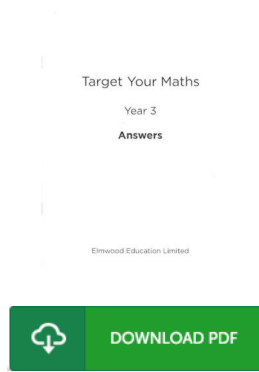 Target Your Maths
Year 3
Answers
Elmwood Education Limited
DOWNLOAD PDF